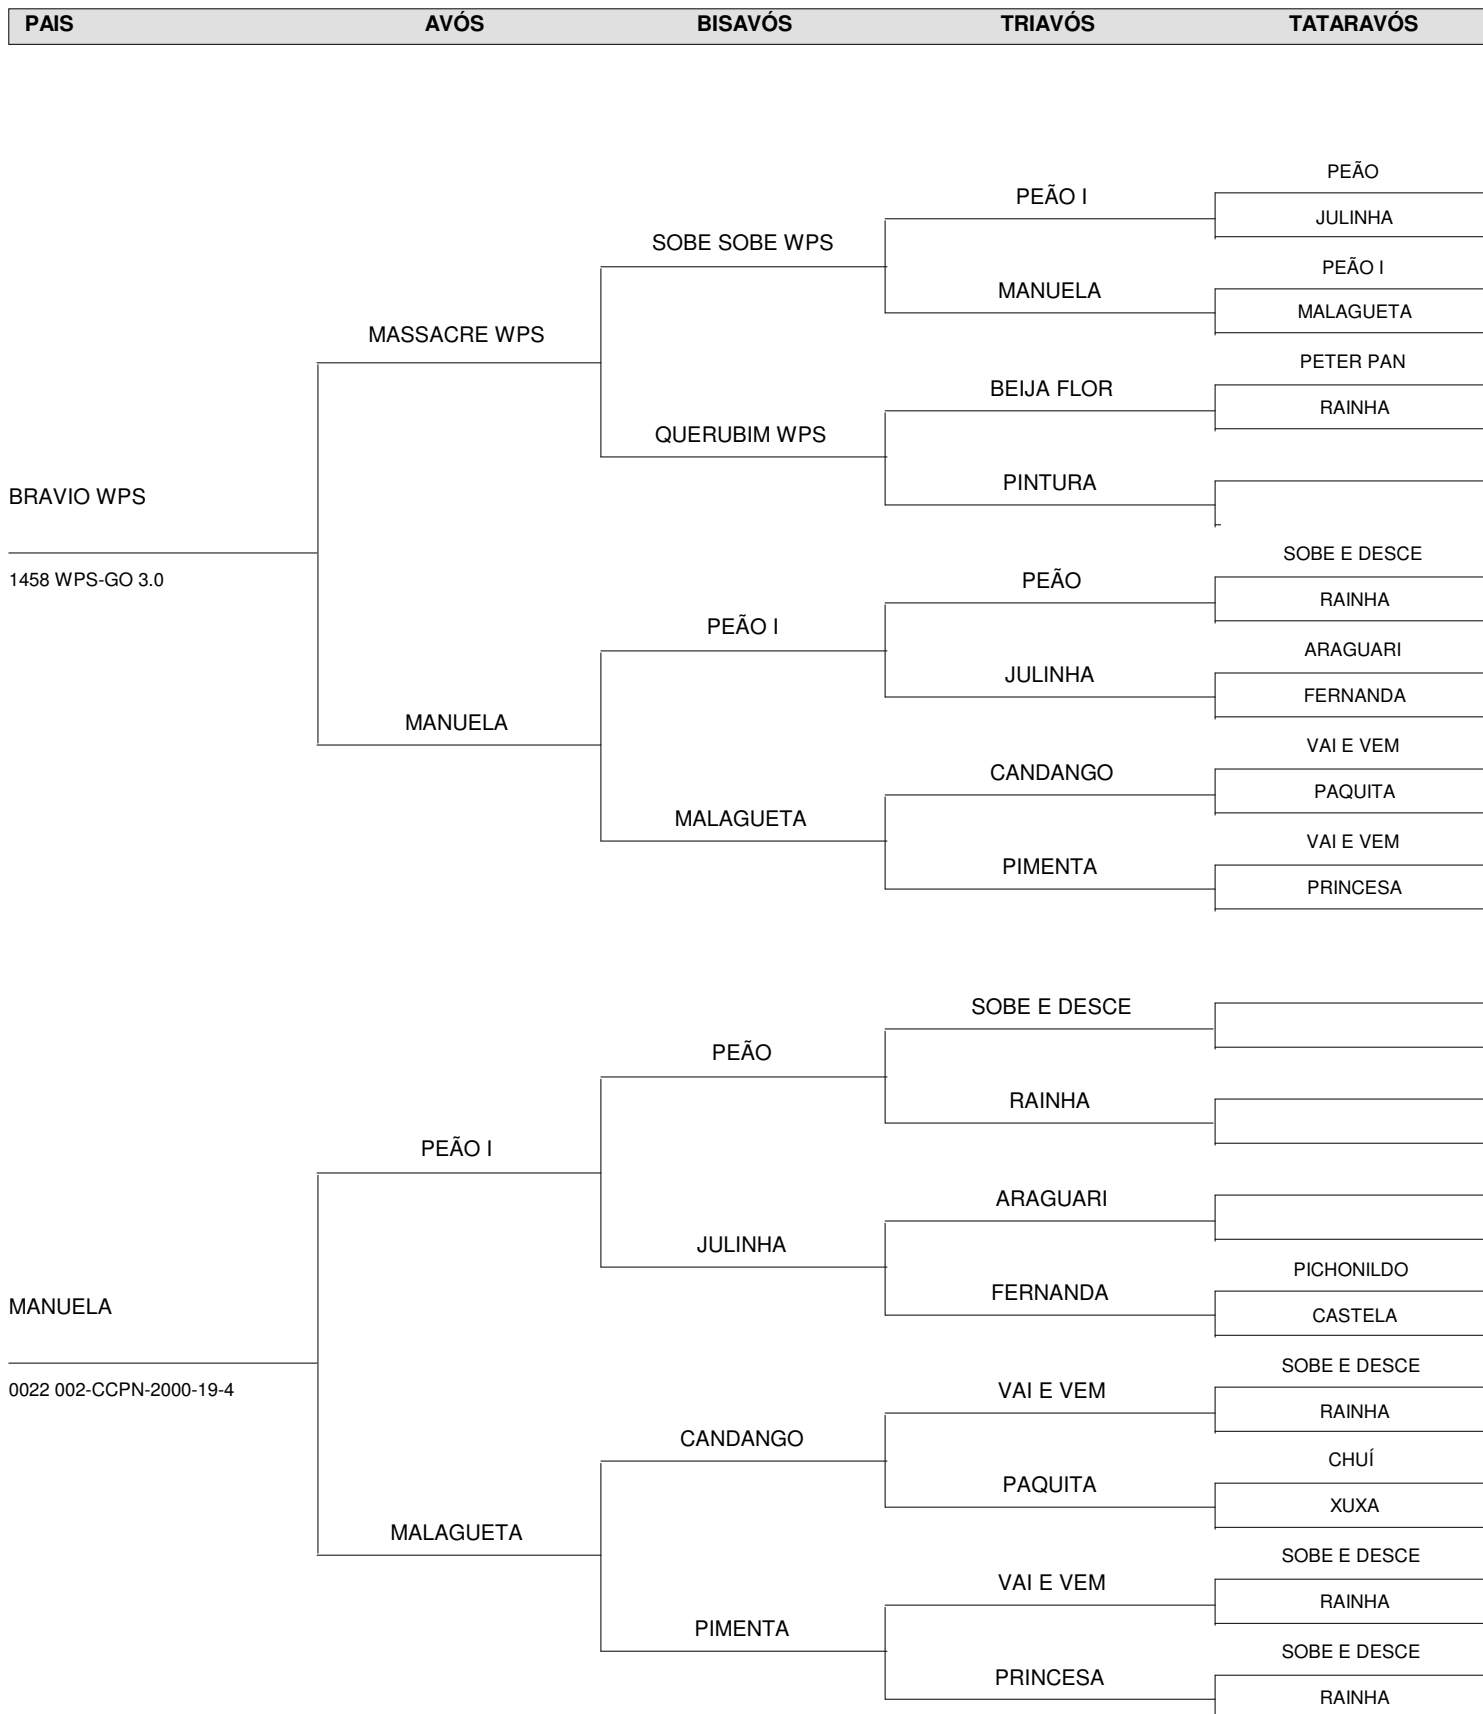 PAIS AVÓS BISAVÓS TRIAVÓS TATARAVÓS
PEÃO
PEÃO I
JULINHA
SOBE SOBE WPS
PEÃO I
MANUELA
MALAGUETA
MASSACRE WPS
PETER PAN
BEIJA FLOR
RAINHA
QUERUBIM WPS
PINTURA
BRAVIO WPS
SOBE E DESCE
1458 WPS-GO 3.0
PEÃO
RAINHA
PEÃO I
ARAGUARI
JULINHA
FERNANDA
MANUELA
VAI E VEM
CANDANGO
PAQUITA
MALAGUETA
VAI E VEM
PIMENTA
PRINCESA
SOBE E DESCE
PEÃO
RAINHA
PEÃO I
ARAGUARI
JULINHA
PICHONILDO
FERNANDA
MANUELA
CASTELA
SOBE E DESCE
0022 002-CCPN-2000-19-4
VAI E VEM
RAINHA
CANDANGO
CHUÍ
PAQUITA
XUXA
MALAGUETA
SOBE E DESCE
VAI E VEM
RAINHA
PIMENTA
SOBE E DESCE
PRINCESA
RAINHA